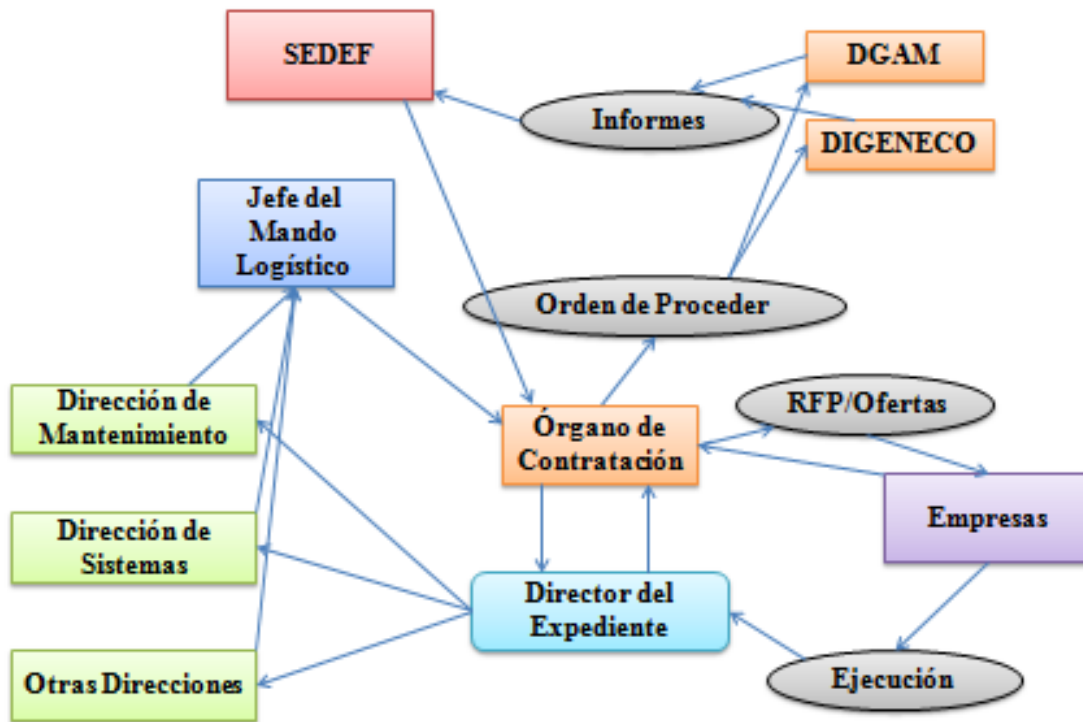 SEDEF
DGAM
Informes
DIGENECO
Jefe del
Mando
Logístico
Orden de Proceder
Dirección de
Mantenimiento
Órgano de
Contratación
RFP/Ofertas
Empresas
Dirección de
Sistemas
Director del
Expediente
Otras Direcciones
Ejecución